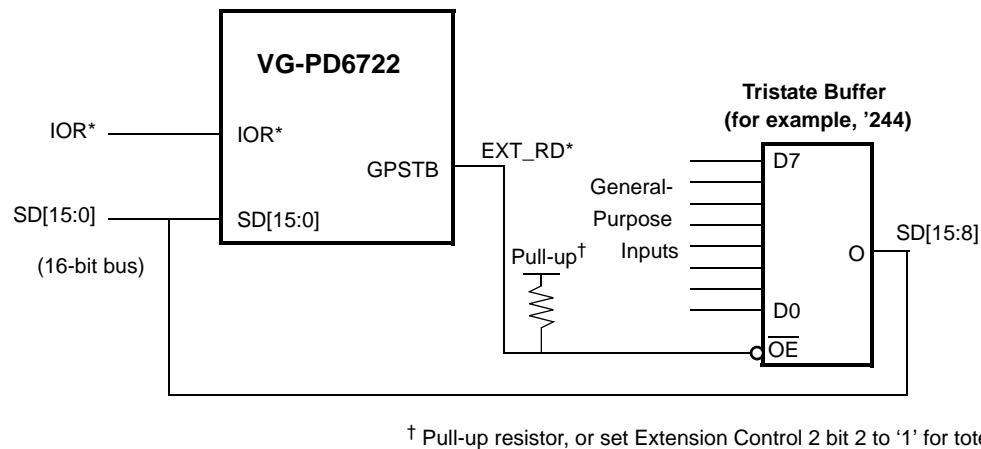 VG-PD6722
Tristate Buffer
(for example, '244)
IOR*
IOR*
D7
EXT_RD*
GPSTB
General-
SD[15:0]
SD[15:0]
Purpose
SD[15:8]
(16-bit bus)
Pull-up†
Inputs
O
D0
OE
† Pull-up resistor, or set Extension Control 2 bit 2 to ‘1’ for